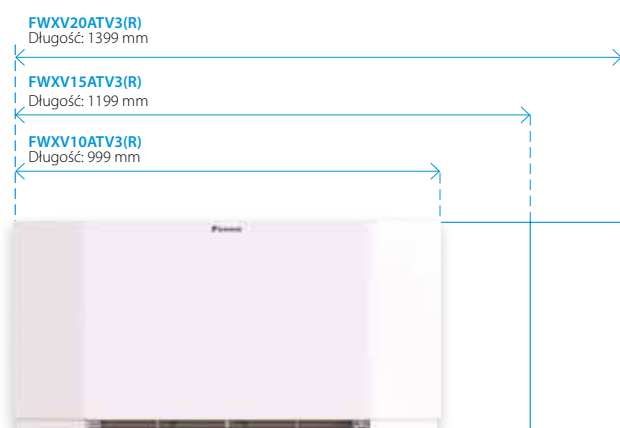 FWXV20ATV3(R)
Długość: 1399 mm
FWXV15ATV3(R)
Długość: 1199 mm
FWXV10ATV3(R)
Długość: 999 mm